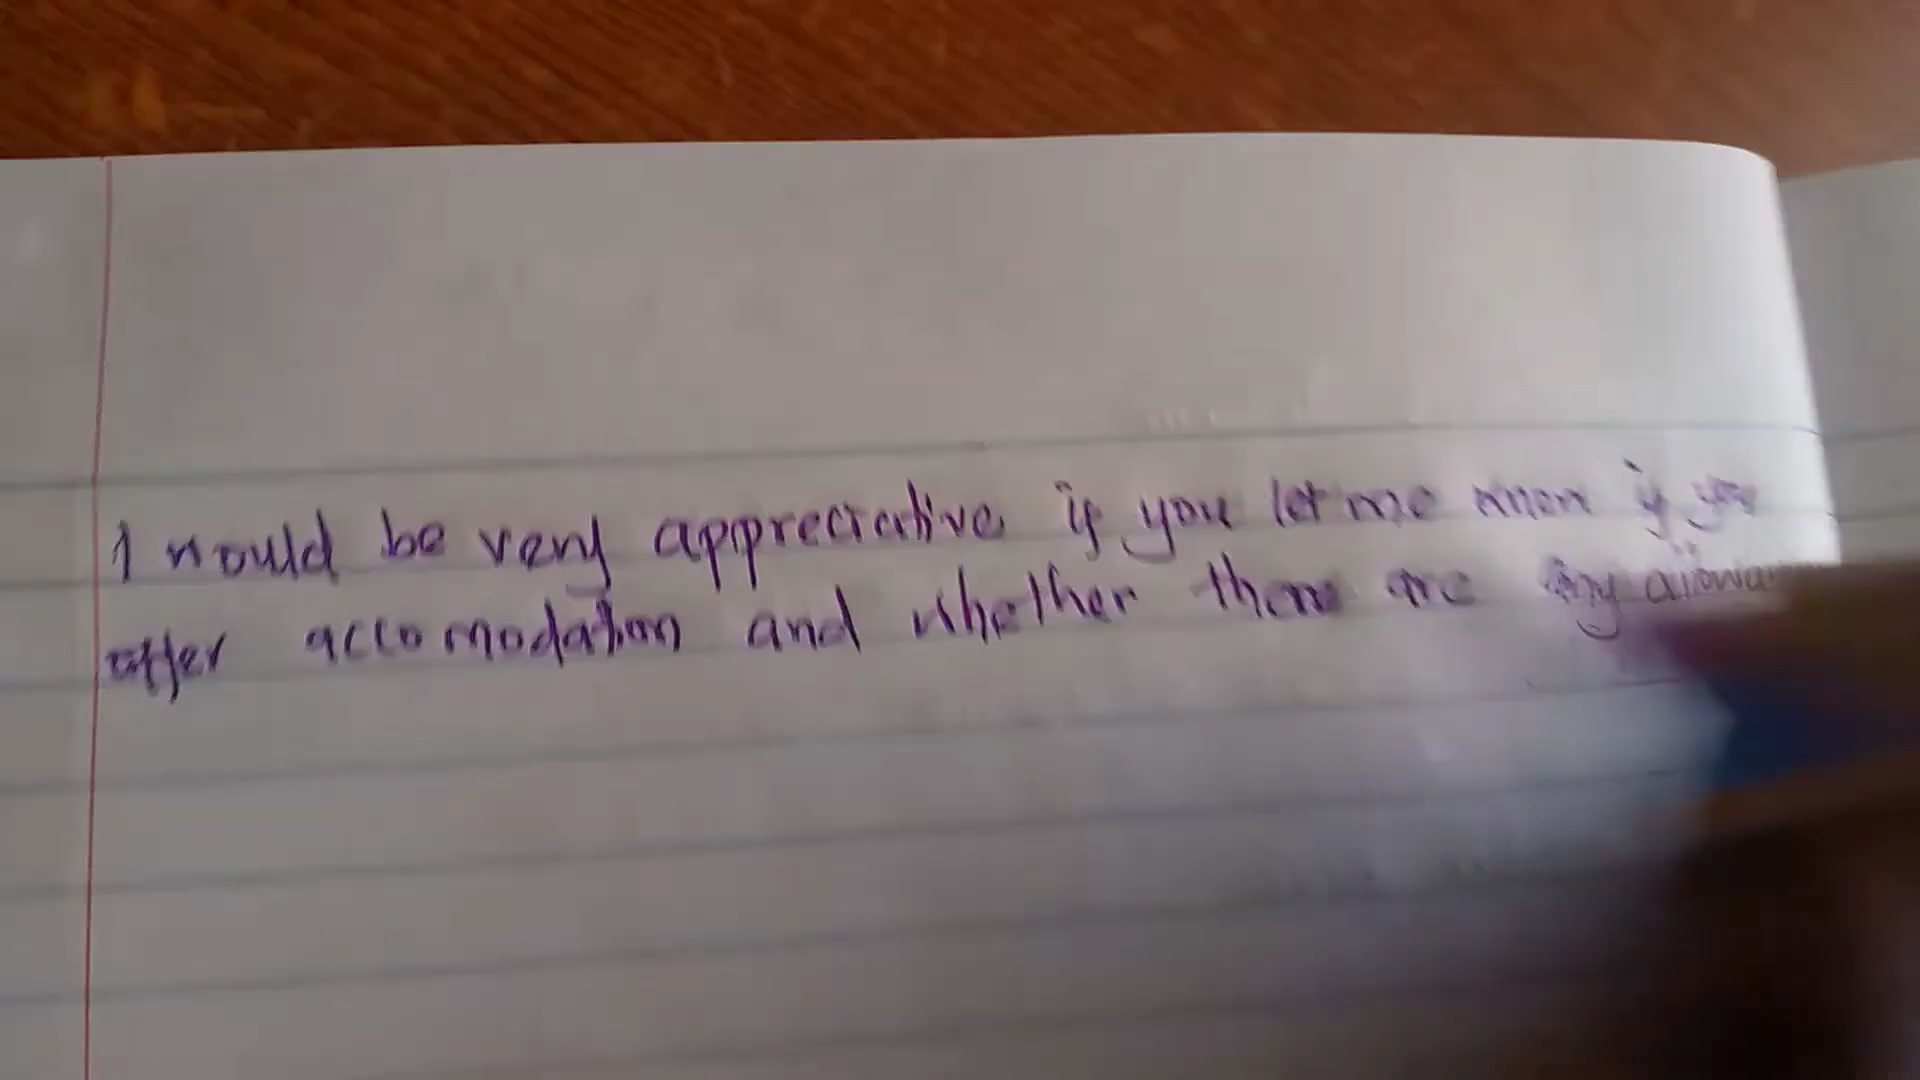 I would be very appreciative if you let me know if you
offer accomodation and whether there are any